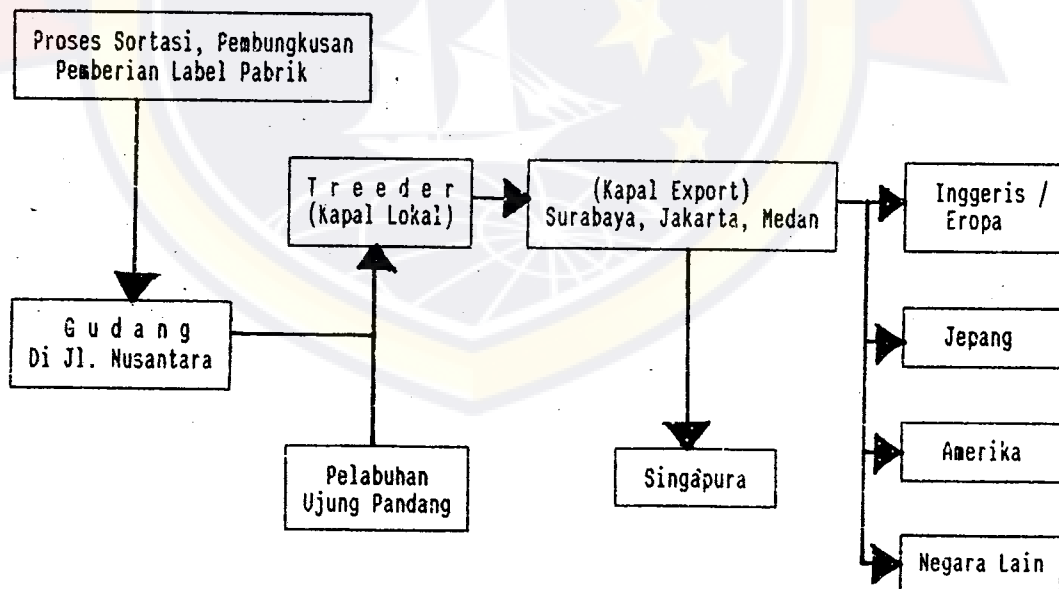 Proses Sortasi, Pembungkusan
Pemberian Label Pabrik
T r e e d e r
(Kapal Lokal)
(Kapal Export)
Surabaya, Jakarta, Medan
Inggeris /
Eropa
G u d a n g
Di Jl. Nusantara
Jepang
Pelabuhan
Ujung Pandang
Singapura
Amerika
Negara Lain